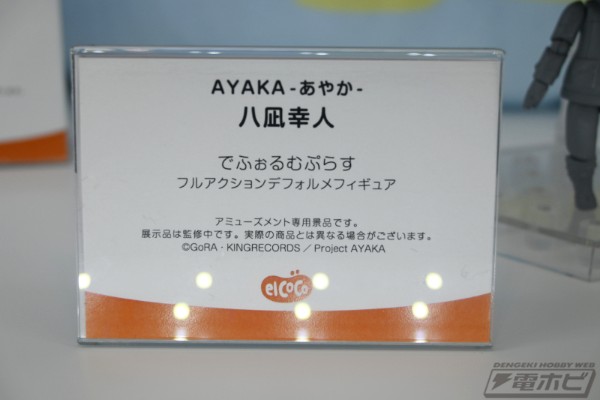 AYAKA-あやか-
八凪幸人
でふぉるむぷらす
フルアクションデフォルメフィギュア
アミューズメント専用景品です。
展示品は監修中です。実際の商品とは異なる場合がございます。
©GoRA・KINGRECORDS／Project AYAKA
elCoCo
DENGEKI HOBBY WEB
電ホビ